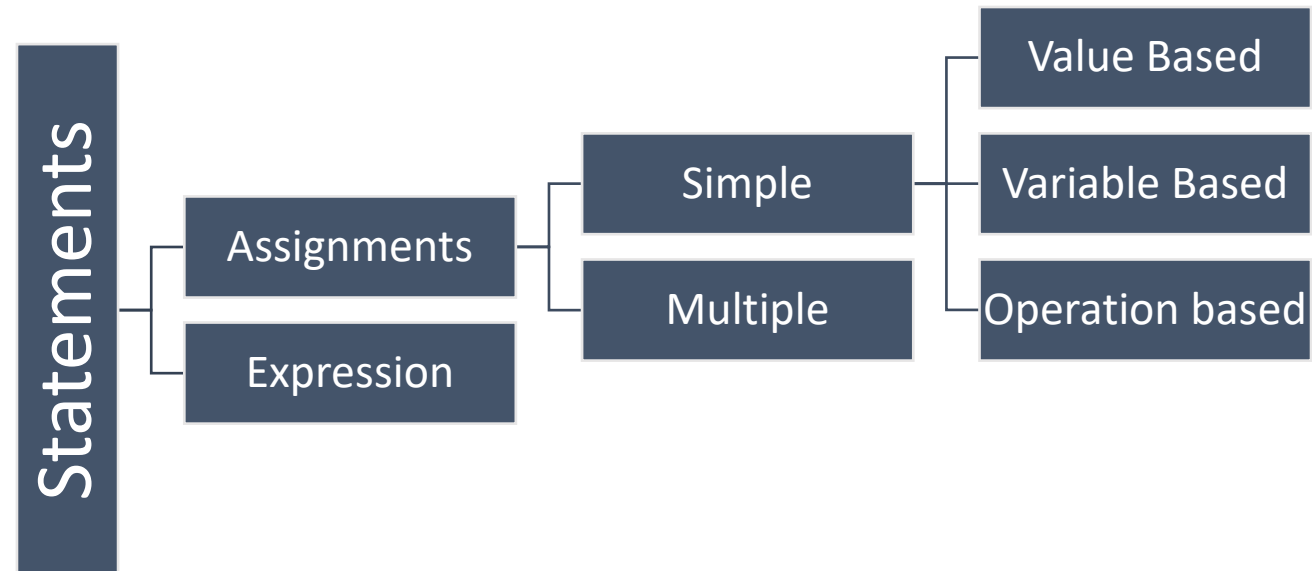 Statements
Assignments
Expression
Simple
Multiple
Value Based
Variable Based
Operation based